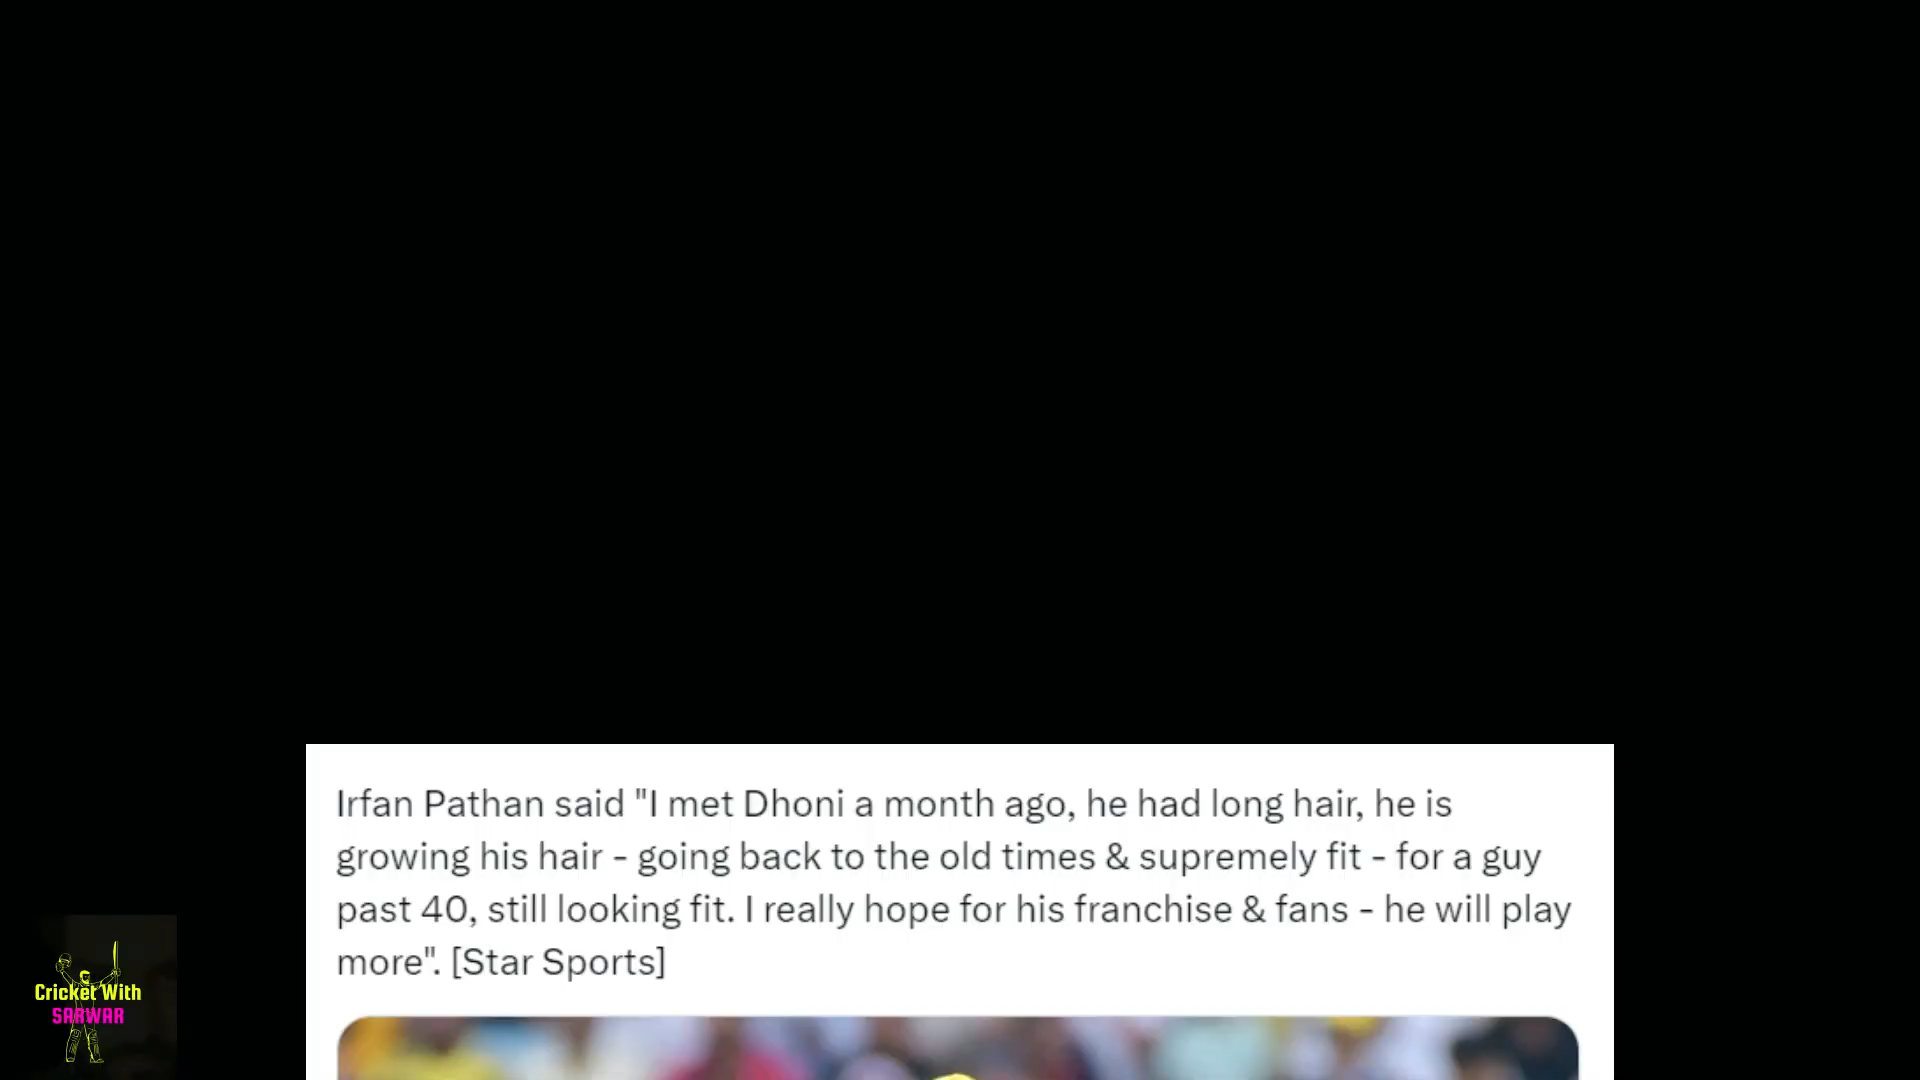 Irfan Pathan said "I met Dhoni a month ago, he had long hair, he is
growing his hair - going back to the old times & supremely fit - for a guy
past 40, still looking fit. I really hope for his franchise & fans - he will play
more". [Star Sports]
Cricket With
SARWAR